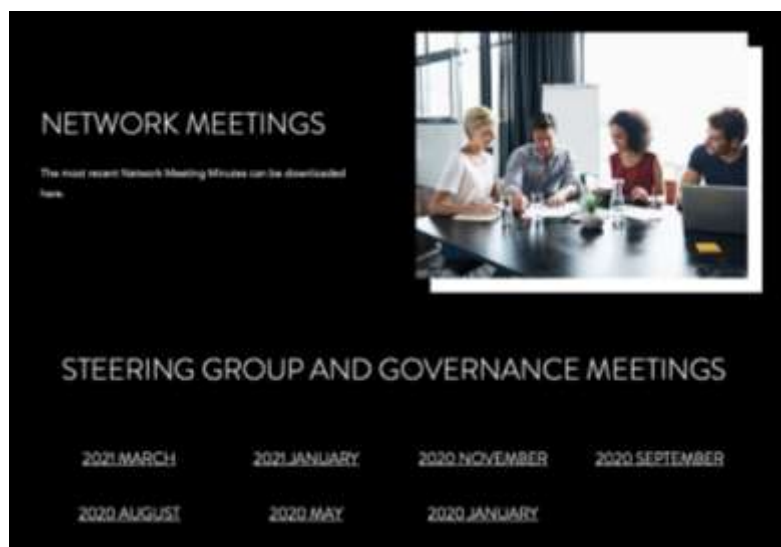 NETWORK MEETINGS
The most recent Network Meeting Minutes can be downloaded
here.
STEERING GROUP AND GOVERNANCE MEETINGS
2021 MARCH 2021 JANUARY 2020 NOVEMBER 2020 SEPTEMBER
2020 AUGUST 2020 MAY 2020 JANUARY